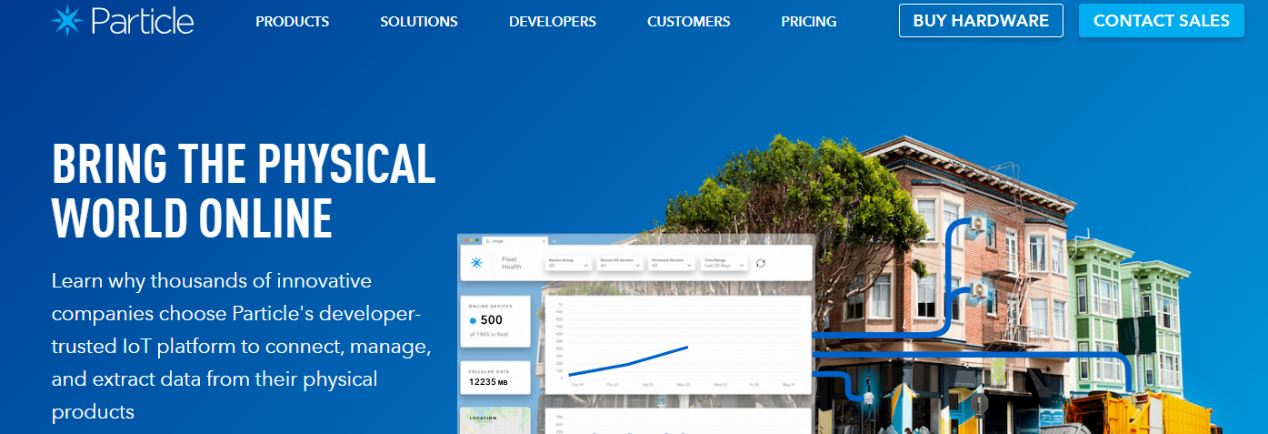 Particle
PRODUCTS
SOLUTIONS
DEVELOPERS
CUSTOMERS
PRICING
BUY HARDWARE
CONTACT SALES
BRING THE PHYSICAL
WORLD ONLINE
Learn why thousands of innovative
companies choose Particle's developer-
trusted IoT platform to connect, manage,
and extract data from their physical
products
Google
Fleet
Health
Device Group
All
Device OS Version
All
Firmware Version
All
Time Range
Last 30 days
ONLINE DEVICES
500
of 1965 in fleet
CELLULAR DATA
12235 MB
LOCATION